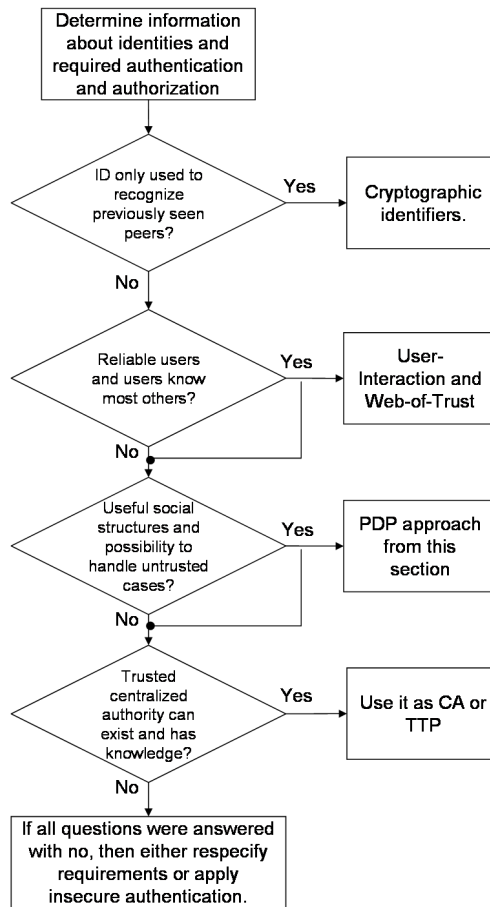 Determine information
about identities and
required authentication
and authorization
ID only used to
recognize
previously seen
peers?
Yes
Cryptographic
identifiers.
No
Reliable users
and users know
most others?
Yes
User-
Interaction and
Web-of-Trust
No
Useful social
structures and
possibility to
handle untrusted
cases?
Yes
PDP approach
from this
section
No
Trusted
centralized
authority can
exist and has
knowledge?
Yes
Use it as CA or
TTP
No
If all questions were answered
with no, then either respecify
requirements or apply
insecure authentication.